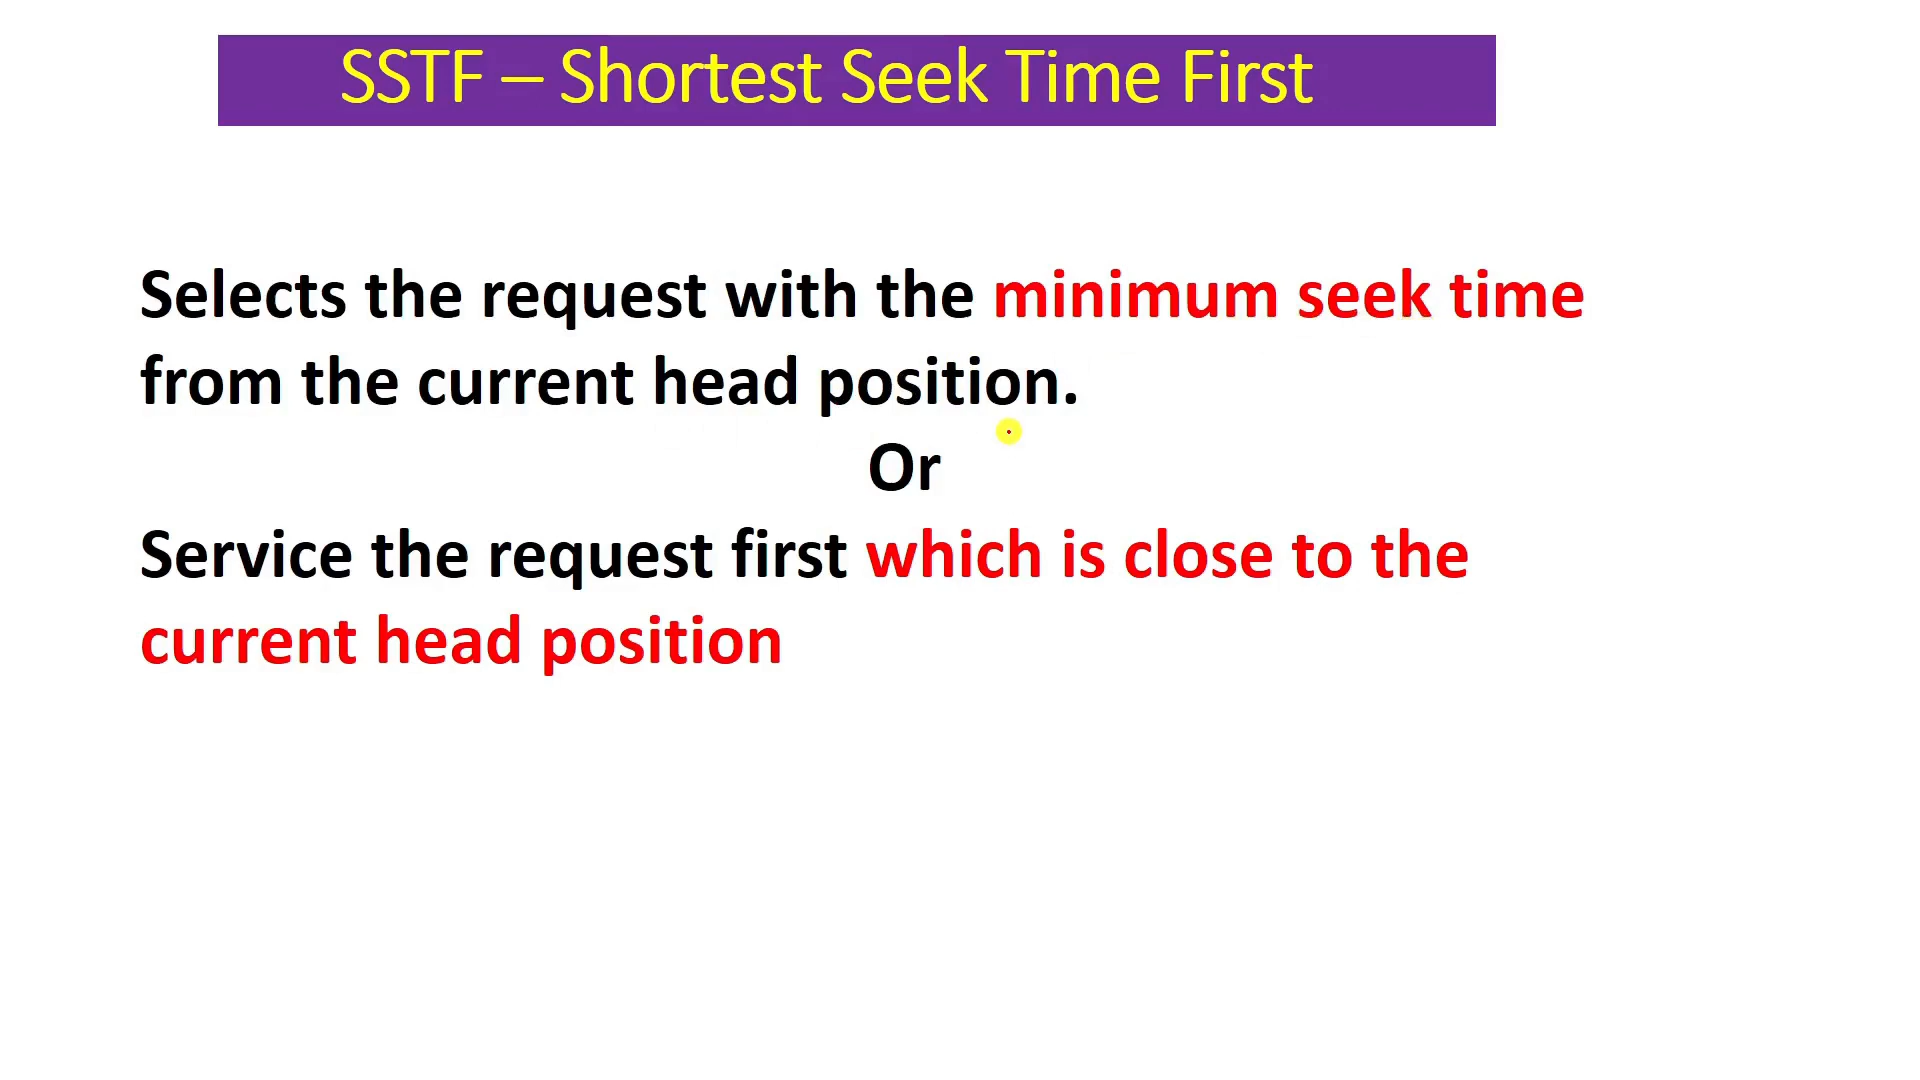 SSTF – Shortest Seek Time First
Selects the request with the minimum seek time
from the current head position.
Or
Service the request first which is close to the
current head position